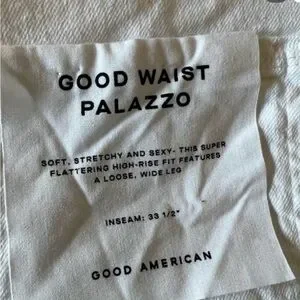 GOOD WAIST
PALAZZO
SOFT, STRETCHY AND SEXY- THIS SUPER
FLATTERING HIGH-RISE FIT FEATURES
A LOOSE, WIDE LEG
INSEAM: 33 1/2"
GOOD AMERICAN